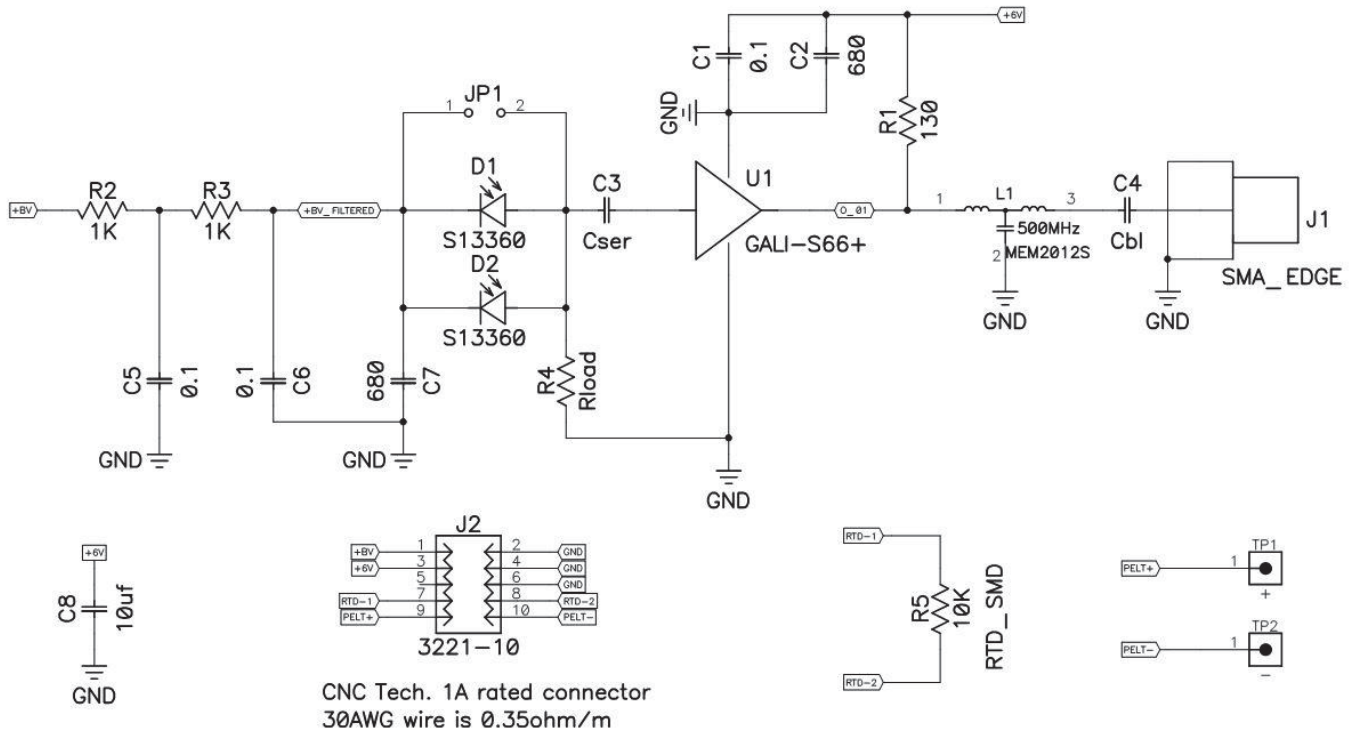 +6V
C1
0.1
C2
680
GND
R1
130
1
JP1
2
D1
S13360
D2
S13360
+BV
R2
1K
R3
1K
+BV_FILTERED
C3
Cser
U1
GALI-S66+
O_01
1
L1
3
500MHz
2
MEM2012S
GND
C4
Cbl
J1
SMA_EDGE
GND
C5
0.1
GND
0.1
C6
680
C7
GND
R4
Rload
GND
+6V
C8
10uf
GND
J2
+BV 1 2 GND
+6V 3 4 GND
5 6 GND
RTD-1 7 8 RTD-2
PELT+ 9 10 PELT-
3221-10
CNC Tech. 1A rated connector
30AWG wire is 0.35ohm/m
RTD-1
R5
10K
RTD_SMD
RTD-2
PELT+ 1
TP1
+
PELT- 1
TP2
-